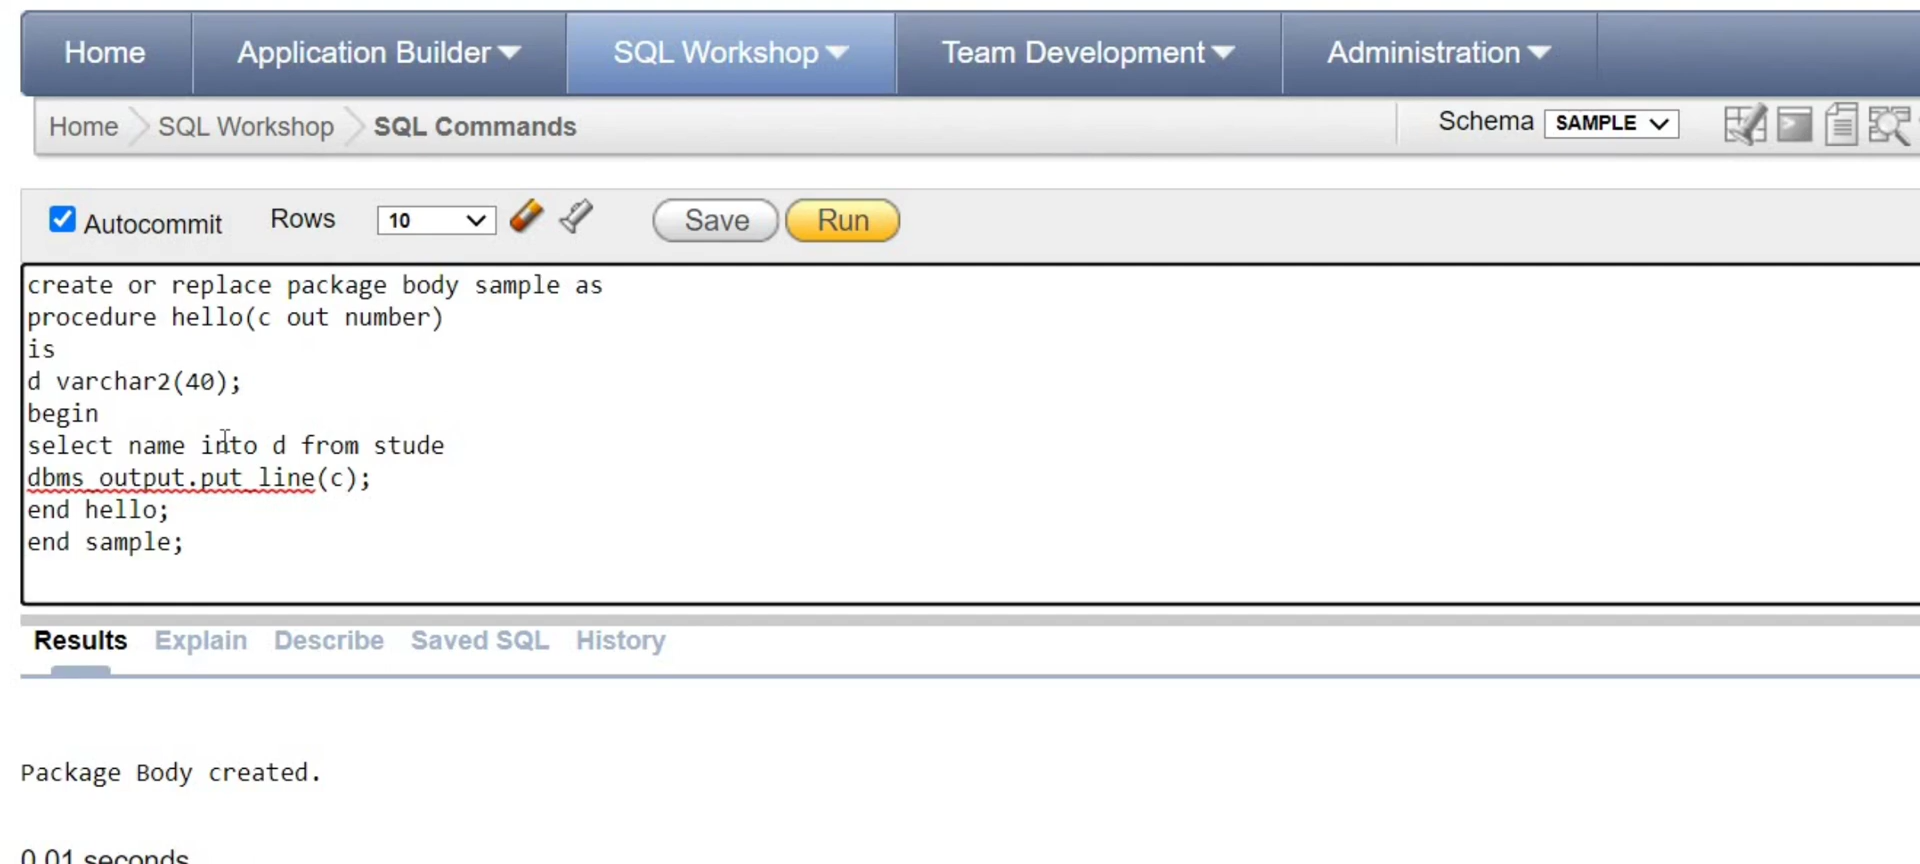 Home Application Builder SQL Workshop Team Development Administration
Home SQL Workshop SQL Commands Schema SAMPLE
Autocommit Rows 10 Save Run
create or replace package body sample as
procedure hello(c out number)
is
d varchar2(40);
begin
select name into d from stude
dbms_output.put_line(c);
end hello;
end sample;
Results Explain Describe Saved SQL History
Package Body created.
0.01 seconds